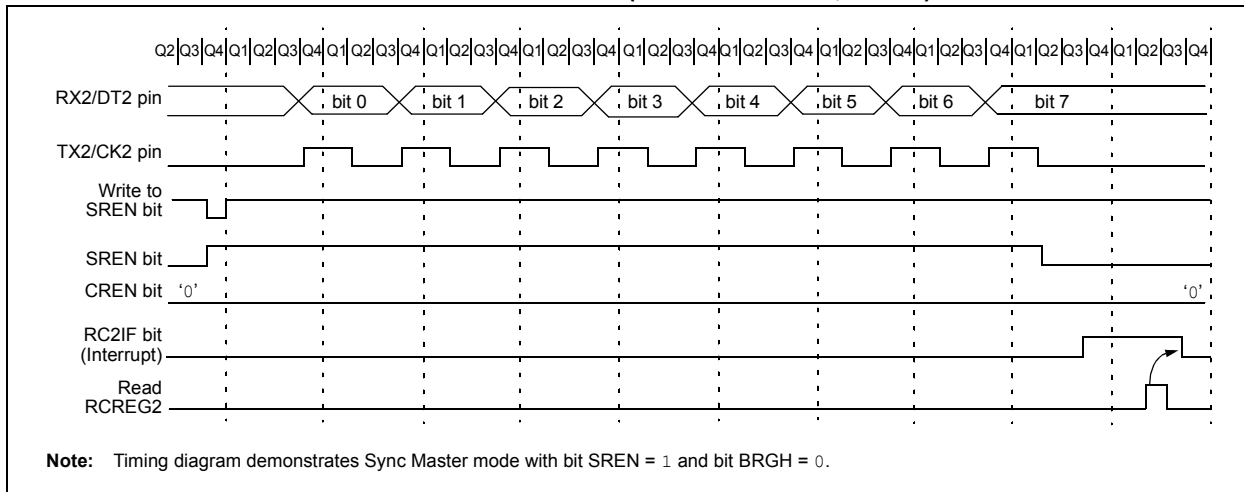 Q2 Q3 Q4 Q1 Q2 Q3 Q4 Q1 Q2 Q3 Q4 Q1 Q2 Q3 Q4 Q1 Q2 Q3 Q4 Q1 Q2 Q3 Q4 Q1 Q2 Q3 Q4 Q1 Q2 Q3 Q4 Q1 Q2 Q3 Q4 Q1 Q2 Q3 Q4 Q1 Q2 Q3 Q4
RX2/DT2 pin bit 0 bit 1 bit 2 bit 3 bit 4 bit 5 bit 6 bit 7
TX2/CK2 pin
Write to
SREN bit
SREN bit
CREN bit ‘0’ ‘0’
RC2IF bit
(Interrupt)
Read
RCREG2
Note: Timing diagram demonstrates Sync Master mode with bit SREN = 1 and bit BRGH = 0.